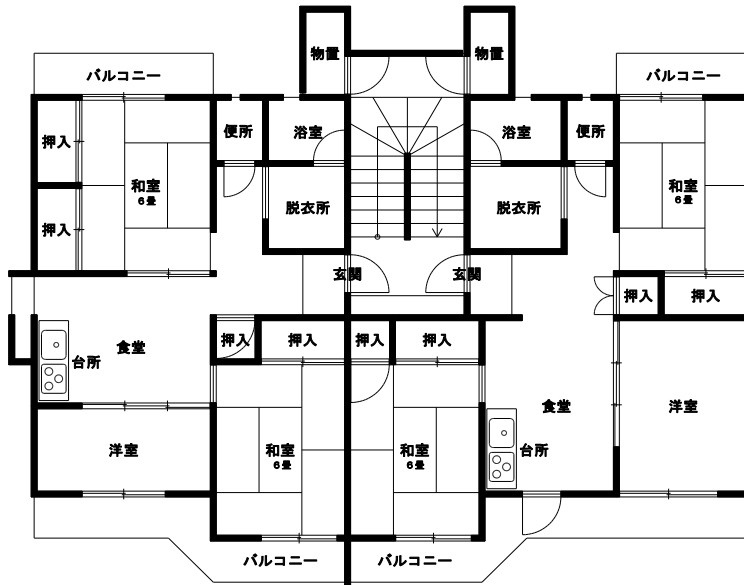 物置
物置
バルコニー
バルコニー
押入
便所
浴室
浴室
便所
和室
6畳
和室
6畳
押入
脱衣所
脱衣所
玄関
玄関
押入
押入
食堂
台所
押入
押入
押入
押入
洋室
和室
6畳
和室
6畳
食堂
台所
洋室
バルコニー
バルコニー